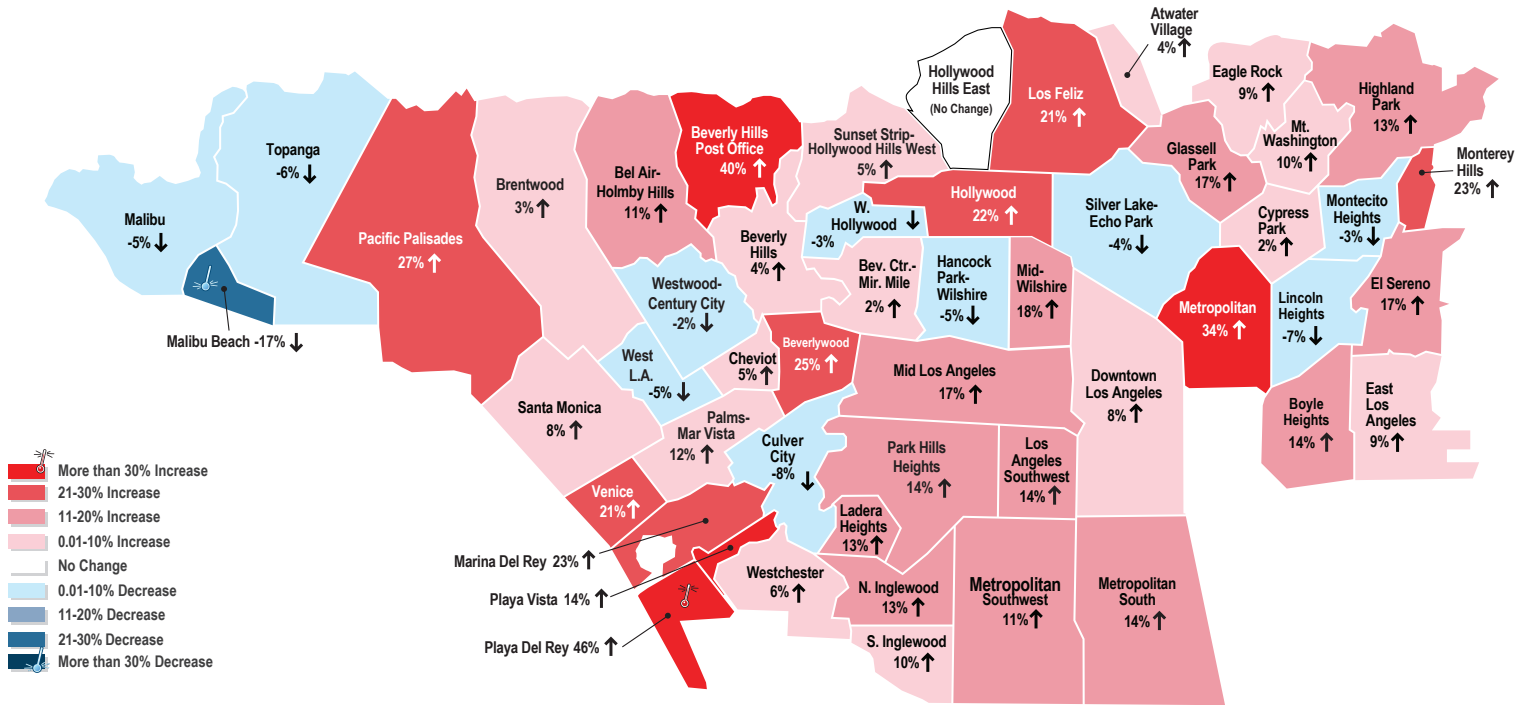 Atwater
Village
4%
Hollywood
Hills East
(No Change)
Los Feliz
21%
Eagle Rock
9%
Highland
Park
13%
Mt.
Washington
10%
Glassell
Park
17%
Monterey
Hills
23%
Beverly Hills
Post Office
40%
Sunset Strip-
Hollywood Hills West
5%
Topanga
-6%
Bel Air-
Holmby Hills
11%
Brentwood
3%
Hollywood
22%
Silver Lake-
Echo Park
-4%
Cypress
Park
2%
Montecito
Heights
-3%
Malibu
-5%
W.
Hollywood
-3%
Pacific Palisades
27%
Beverly
Hills
4%
Bev. Ctr.-
Mir. Mile
2%
Hancock
Park-
Wilshire
-5%
Mid-
Wilshire
18%
Westwood-
Century City
-2%
Metropolitan
34%
Lincoln
Heights
-7%
El Sereno
17%
Malibu Beach -17%
West
L.A.
-5%
Cheviot
5%
Beverlywood
25%
Mid Los Angeles
17%
Downtown
Los Angeles
8%
Boyle
Heights
14%
East
Los
Angeles
9%
Santa Monica
8%
Palms-
Mar Vista
12%
Culver
City
-8%
Park Hills
Heights
14%
Los
Angeles
Southwest
14%
Venice
21%
Ladera
Heights
13%
Marina Del Rey 23%
Playa Vista 14%
Playa Del Rey 46%
Westchester
6%
N. Inglewood
13%
Metropolitan
Southwest
11%
Metropolitan
South
14%
S. Inglewood
10%
More than 30% Increase
21-30% Increase
11-20% Increase
0.01-10% Increase
No Change
0.01-10% Decrease
11-20% Decrease
21-30% Decrease
More than 30% Decrease